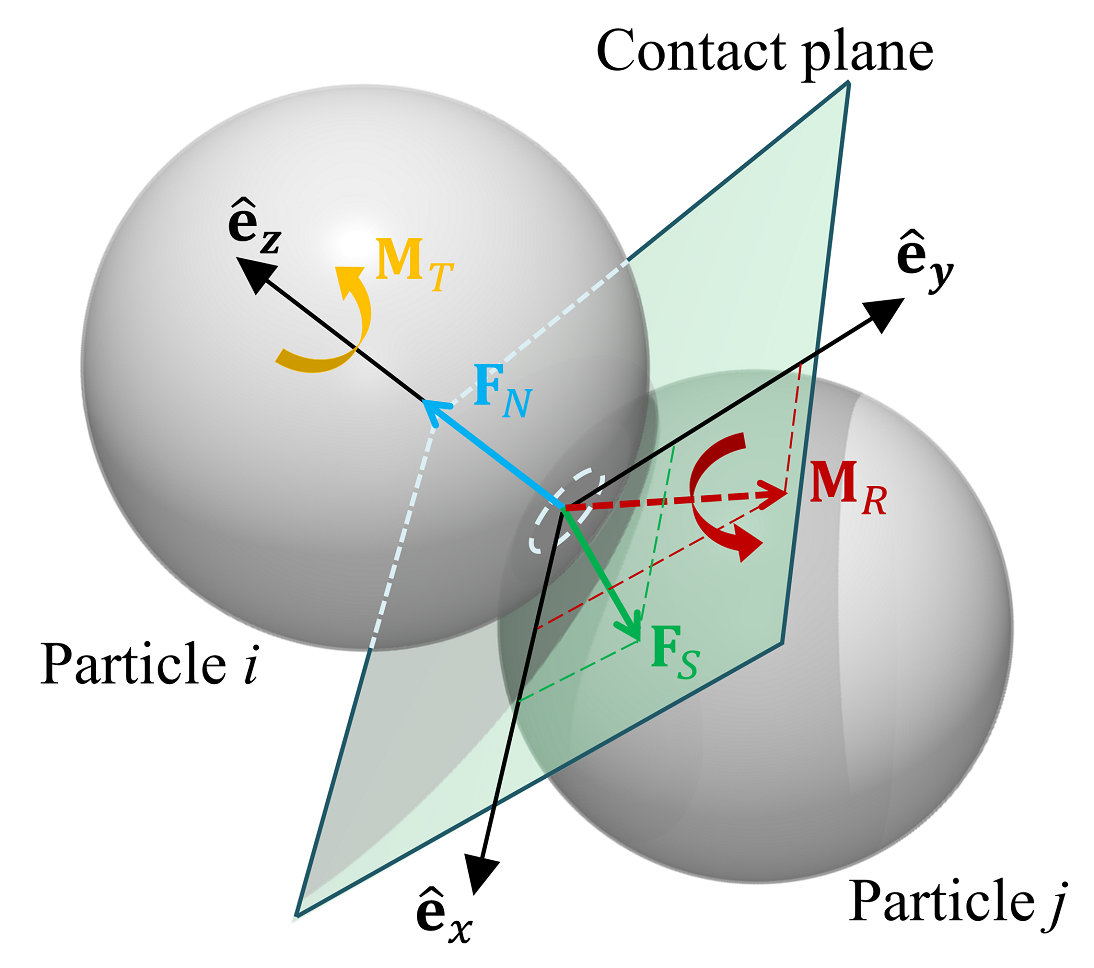 Contact plane
ê_z
M_T
ê_y
F_N
M_R
Particle i
F_S
ê_x
Particle j